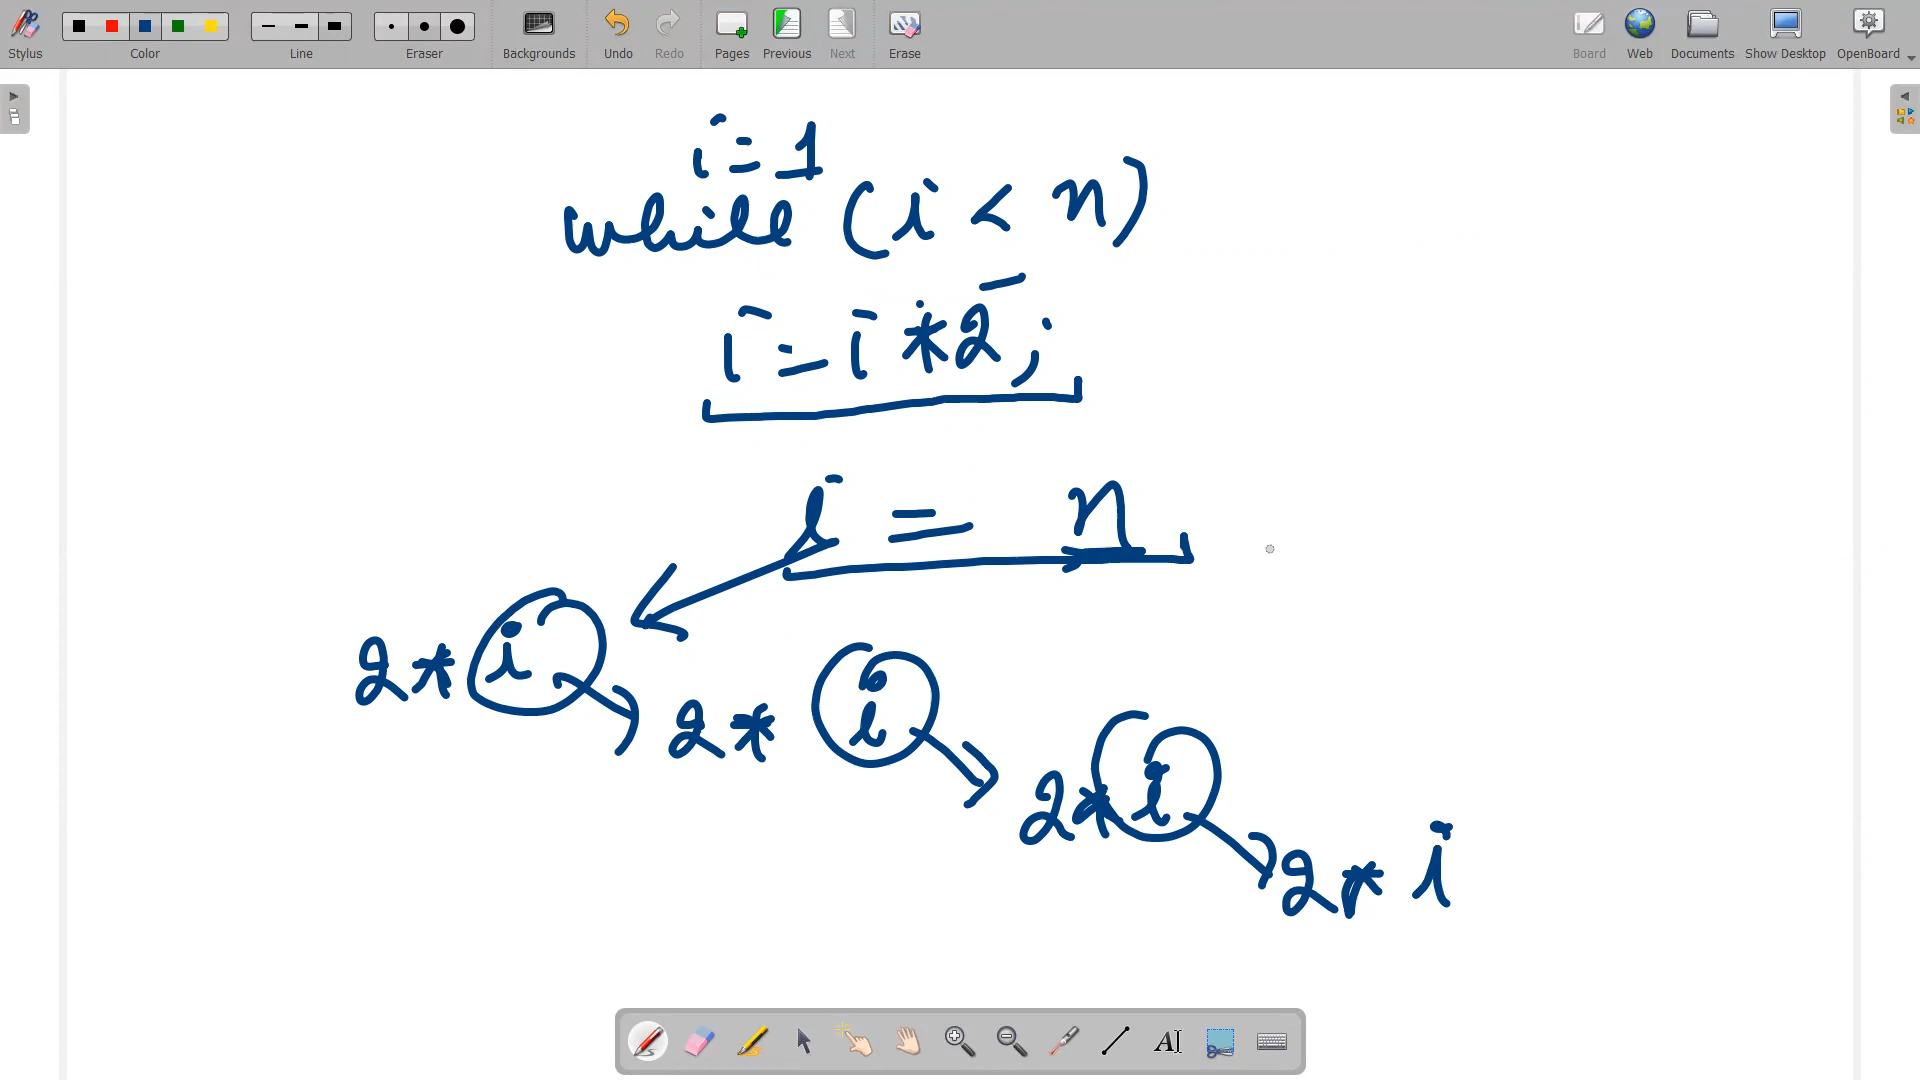 Stylus Color Line Eraser Backgrounds Undo Redo Pages Previous Next Erase Board Web Documents Show Desktop OpenBoard
i = 1
while (i < n)
i = i * 2 ;
i = n
2 * i
2 * i
2 * i
2 * i
AI